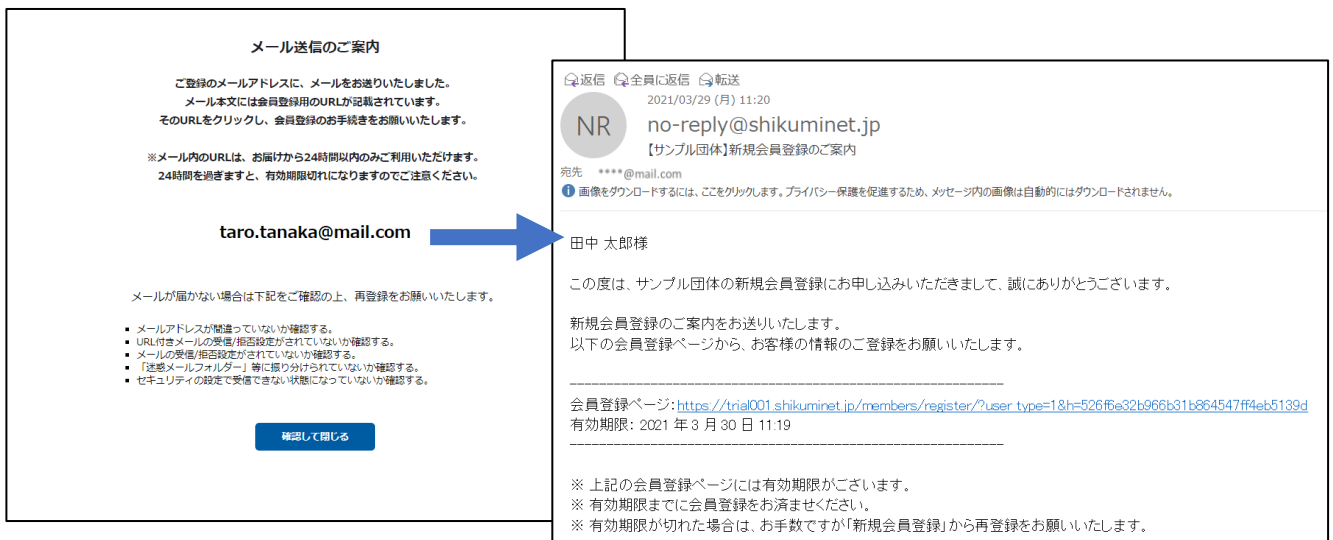 メール送信のご案内
ご登録のメールアドレスに、メールをお送りいたしました。
メール本文には会員登録用のURLが記載されています。
そのURLをクリックし、会員登録のお手続きをお願いいたします。
※メール内のURLは、お届けから24時間以内のみご利用いただけます。
24時間を過ぎますと、有効期限切れになりますのでご注意ください。
taro.tanaka@mail.com
メールが届かない場合は下記をご確認の上、再登録をお願いいたします。
▪ メールアドレスが間違っていないか確認する。
▪ URL付きメールの受信/拒否設定がされていないか確認する。
▪ メールの受信/拒否設定がされていないか確認する。
▪ 「迷惑メールフォルダー」等に振り分けられていないか確認する。
▪ セキュリティの設定で受信できない状態になっていないか確認する。
確認して閉じる
返信 全員に返信 転送
2021/03/29 (月) 11:20
NR
no-reply@shikuminet.jp
【サンプル団体】新規会員登録のご案内
宛先 ****@mail.com
画像をダウンロードするには、ここをクリックします。プライバシー保護を促進するため、メッセージ内の画像は自動的にはダウンロードされません。
田中 太郎様
この度は、サンプル団体の新規会員登録にお申し込みいただきまして、誠にありがとうございます。
新規会員登録のご案内をお送りいたします。
以下の会員登録ページから、お客様の情報のご登録をお願いいたします。
------------------------------------------------------------
会員登録ページ：https://trial001.shikuminet.jp/members/register/?user_type=1&h=526f6e32b966b31b864547ff4eb5139d
有効期限： 2021 年 3 月 30 日 11:19
------------------------------------------------------------
※ 上記の会員登録ページには有効期限がございます。
※ 有効期限までに会員登録をお済ませください。
※ 有効期限が切れた場合は、お手数ですが「新規会員登録」から再登録をお願いいたします。